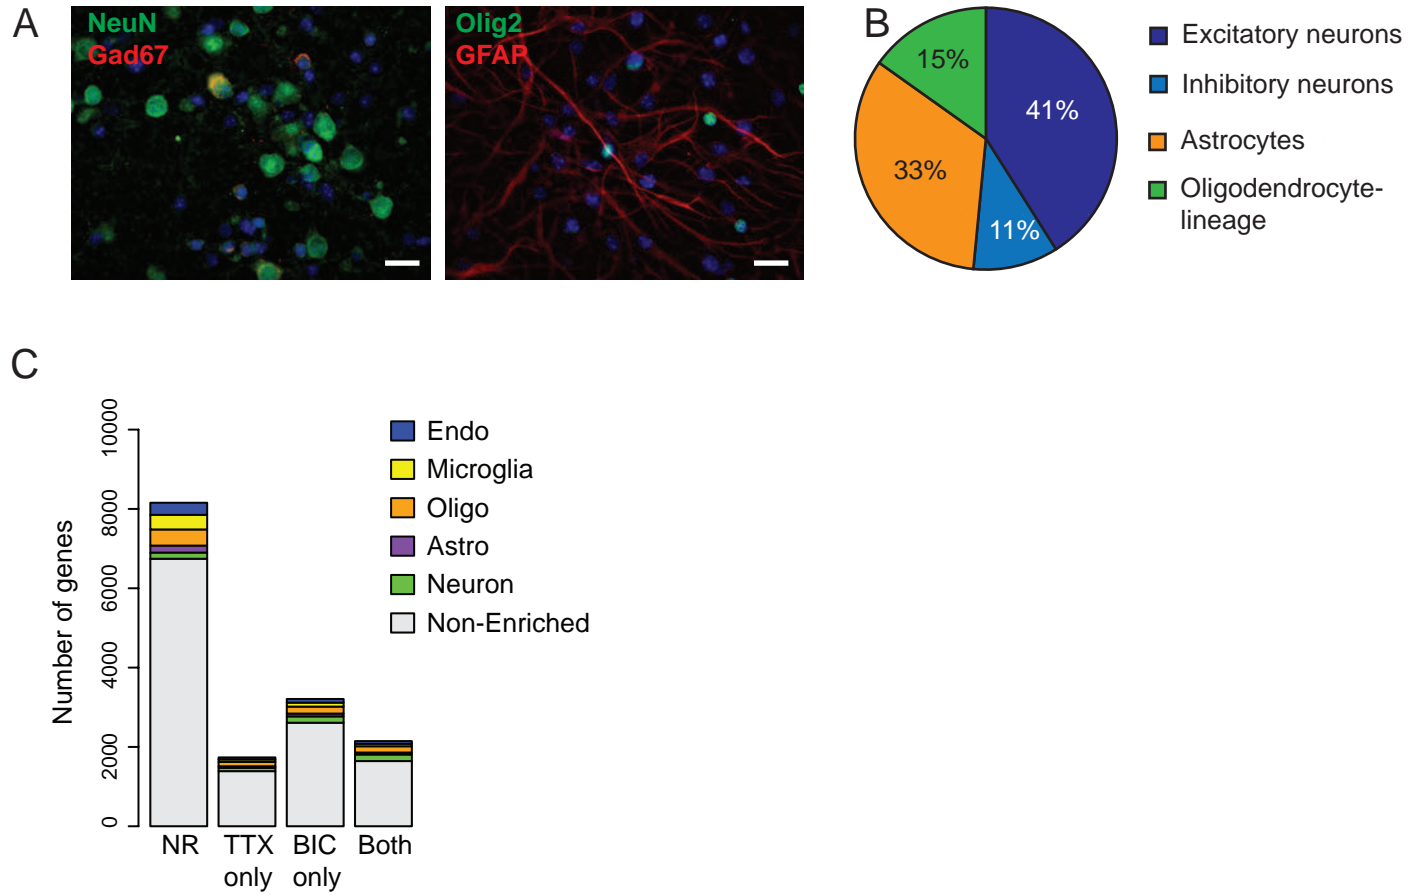 A
NeuN
Gad67
Olig2
GFAP
B
15%
41%
33%
11%
Excitatory neurons
Inhibitory neurons
Astrocytes
Oligodendrocyte-
lineage
C
Number of genes
0
2000
4000
6000
8000
10000
Endo
Microglia
Oligo
Astro
Neuron
Non-Enriched
NR
TTX
only
BIC
only
Both